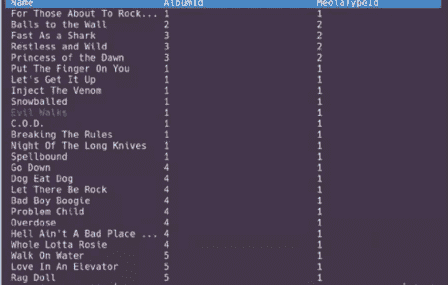 Name AlbumId MediaTypeId
For Those About To Rock... 1 1
Balls to the Wall 2 2
Fast As a Shark 3 2
Restless and Wild 3 2
Princess of the Dawn 3 2
Put The Finger On You 1 1
Let's Get It Up 1 1
Inject The Venom 1 1
Snowballed 1 1
Evil Walks 1 1
C.O.D. 1 1
Breaking The Rules 1 1
Night Of The Long Knives 1 1
Spellbound 1 1
Go Down 4 1
Dog Eat Dog 4 1
Let There Be Rock 4 1
Bad Boy Boogie 4 1
Problem Child 4 1
Overdose 4 1
Hell Ain't A Bad Place ... 4 1
Whole Lotta Rosie 4 1
Walk On Water 5 1
Love In An Elevator 5 1
Rag Doll 5 1